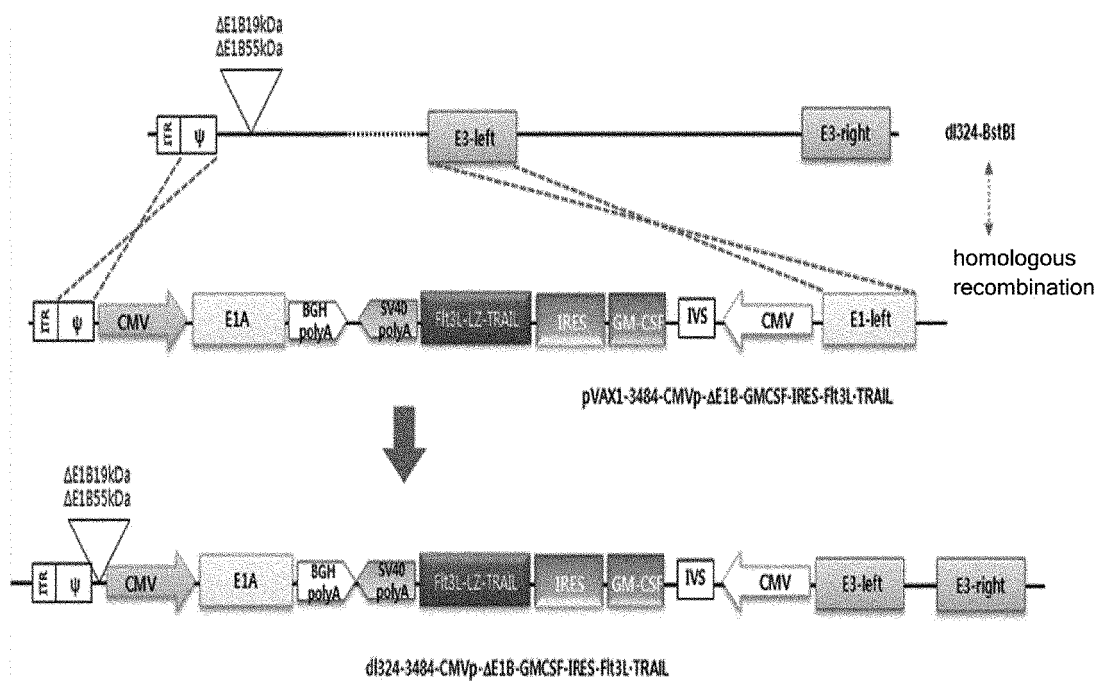 ΔE1B19kDa
ΔE1B55kDa
ITR
ψ
E3-left
E3-right
dl324-BstBI
homologous
recombination
ITR
ψ
CMV
E1A
BGH
polyA
SV40
polyA
Flt3L-LZ-TRAIL
IRES
GM-CSF
IVS
CMV
E1-left
pVAX1-3484-CMVp-ΔE1B-GMCSF-IRES-Flt3L-TRAIL
ΔE1B19kDa
ΔE1B55kDa
ITR
ψ
CMV
E1A
BGH
polyA
SV40
polyA
Flt3L-LZ-TRAIL
IRES
GM-CSF
IVS
CMV
E3-left
E3-right
dl324-3484-CMVp-ΔE1B-GMCSF-IRES-Flt3L-TRAIL